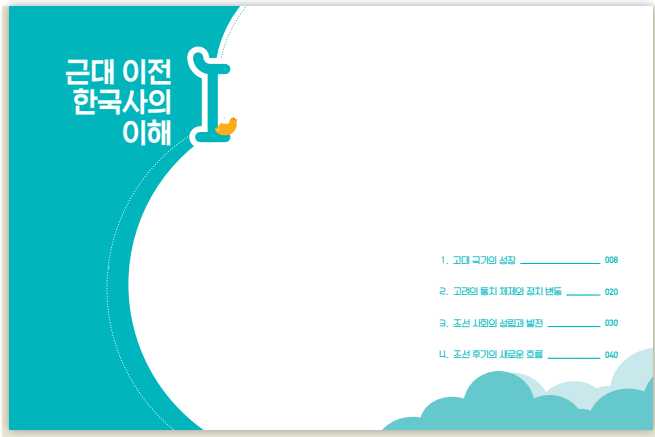 근대 이전
한국사의
이해
I
1. 고대 국가의 성장 008
2. 고려의 통치 체제와 정치 변동 020
3. 조선 사회의 성립과 발전 030
4. 조선 후기의 새로운 흐름 040